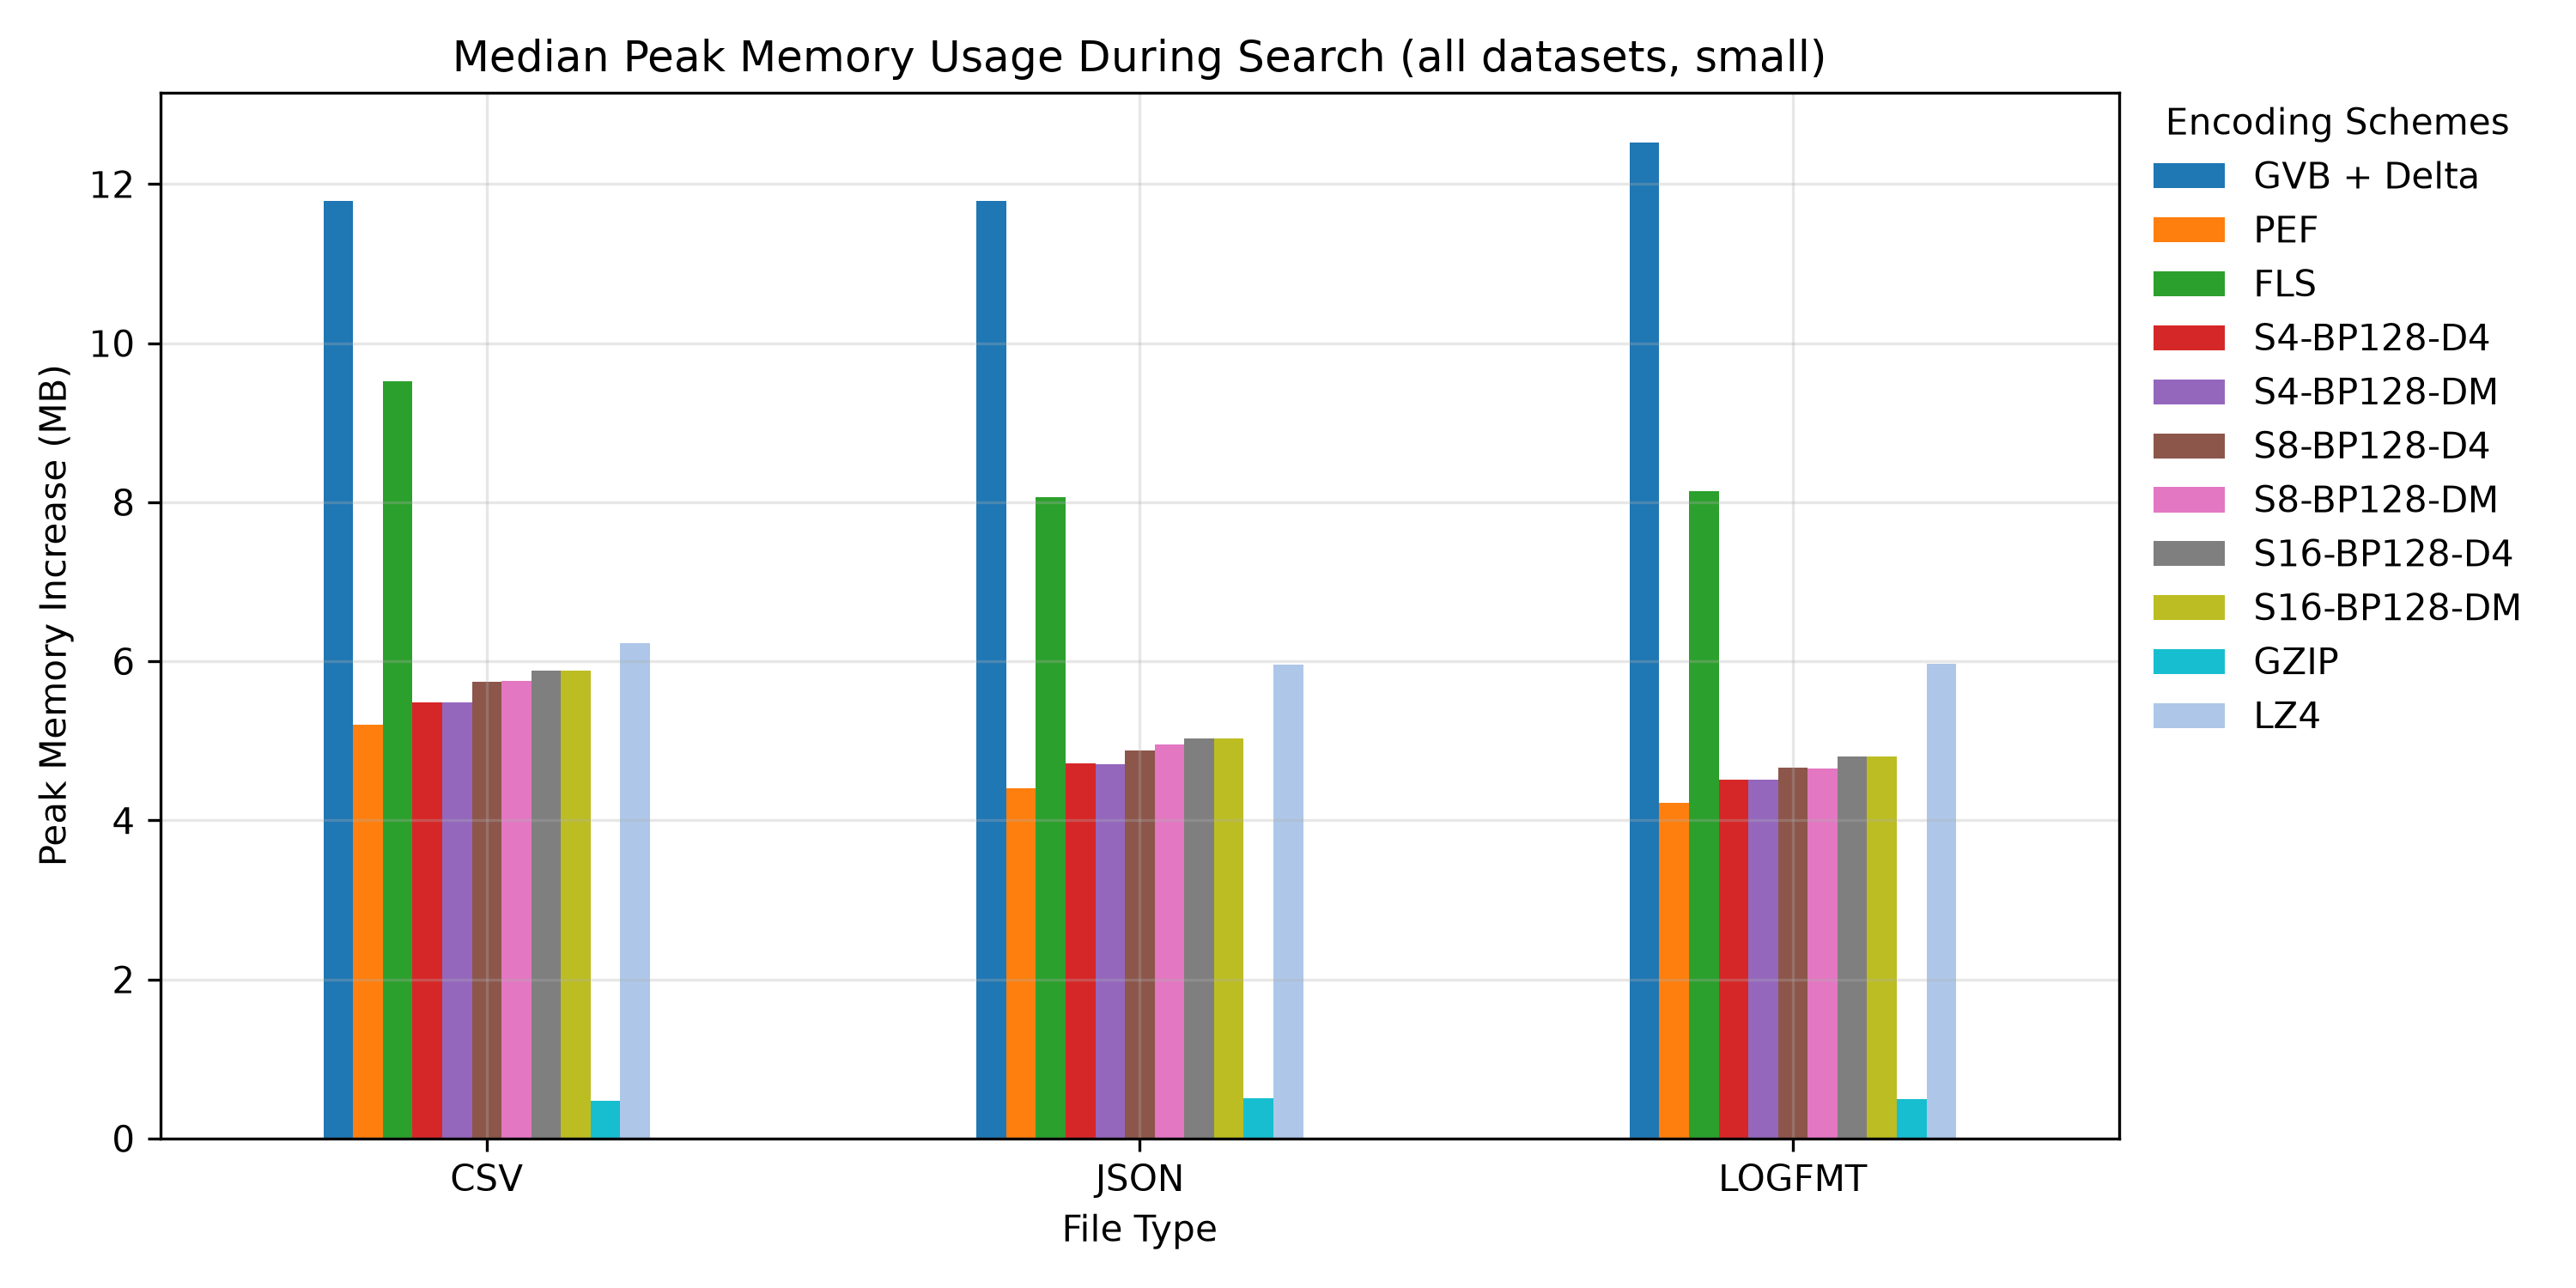 Median Peak Memory Usage During Search (all datasets, small)
Peak Memory Increase (MB)
12
10
8
6
4
2
0
CSV
JSON
LOGFMT
File Type
Encoding Schemes
GVB + Delta
PEF
FLS
S4-BP128-D4
S4-BP128-DM
S8-BP128-D4
S8-BP128-DM
S16-BP128-D4
S16-BP128-DM
GZIP
LZ4